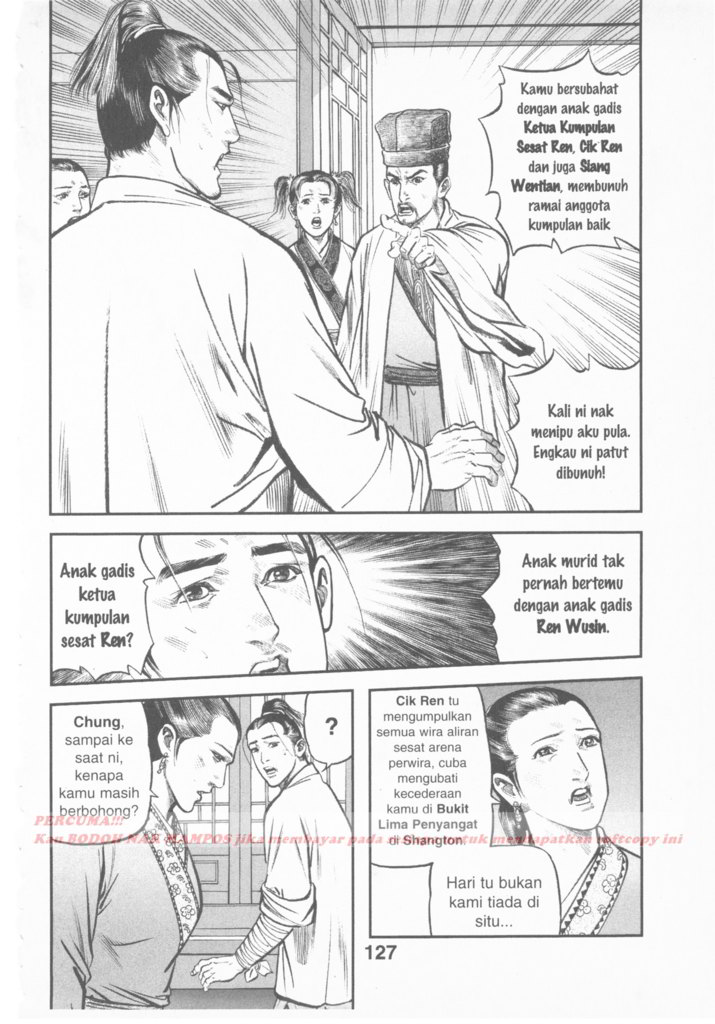 Kamu bersubahat
dengan anak gadis
Ketua Kumpulan
Sesat Ren, Cik Ren
dan juga Siang
Wentian, membunuh
ramai anggota
kumpulan baik
Kali ni nak
menipu aku pula.
Engkau ni patut
dibunuh!
Anak gadis
ketua
kumpulan
sesat Ren?
Anak murid tak
pernah bertemu
dengan anak gadis
Ren Wusin.
Chung,
sampai ke
saat ni,
kenapa
kamu masih
berbohong?
?
Cik Ren tu
mengumpulkan
semua wira aliran
sesat arena
perwira, cuba
mengubati
kecederaan
kamu di Bukit
Lima Penyangat
di Shangton.
Hari tu bukan
kami tiada di
situ...
PERCUMA!!!
Kau BODOH NAK MAMPOS jika membayar pada untuk mendapatkan softcopy ini
127